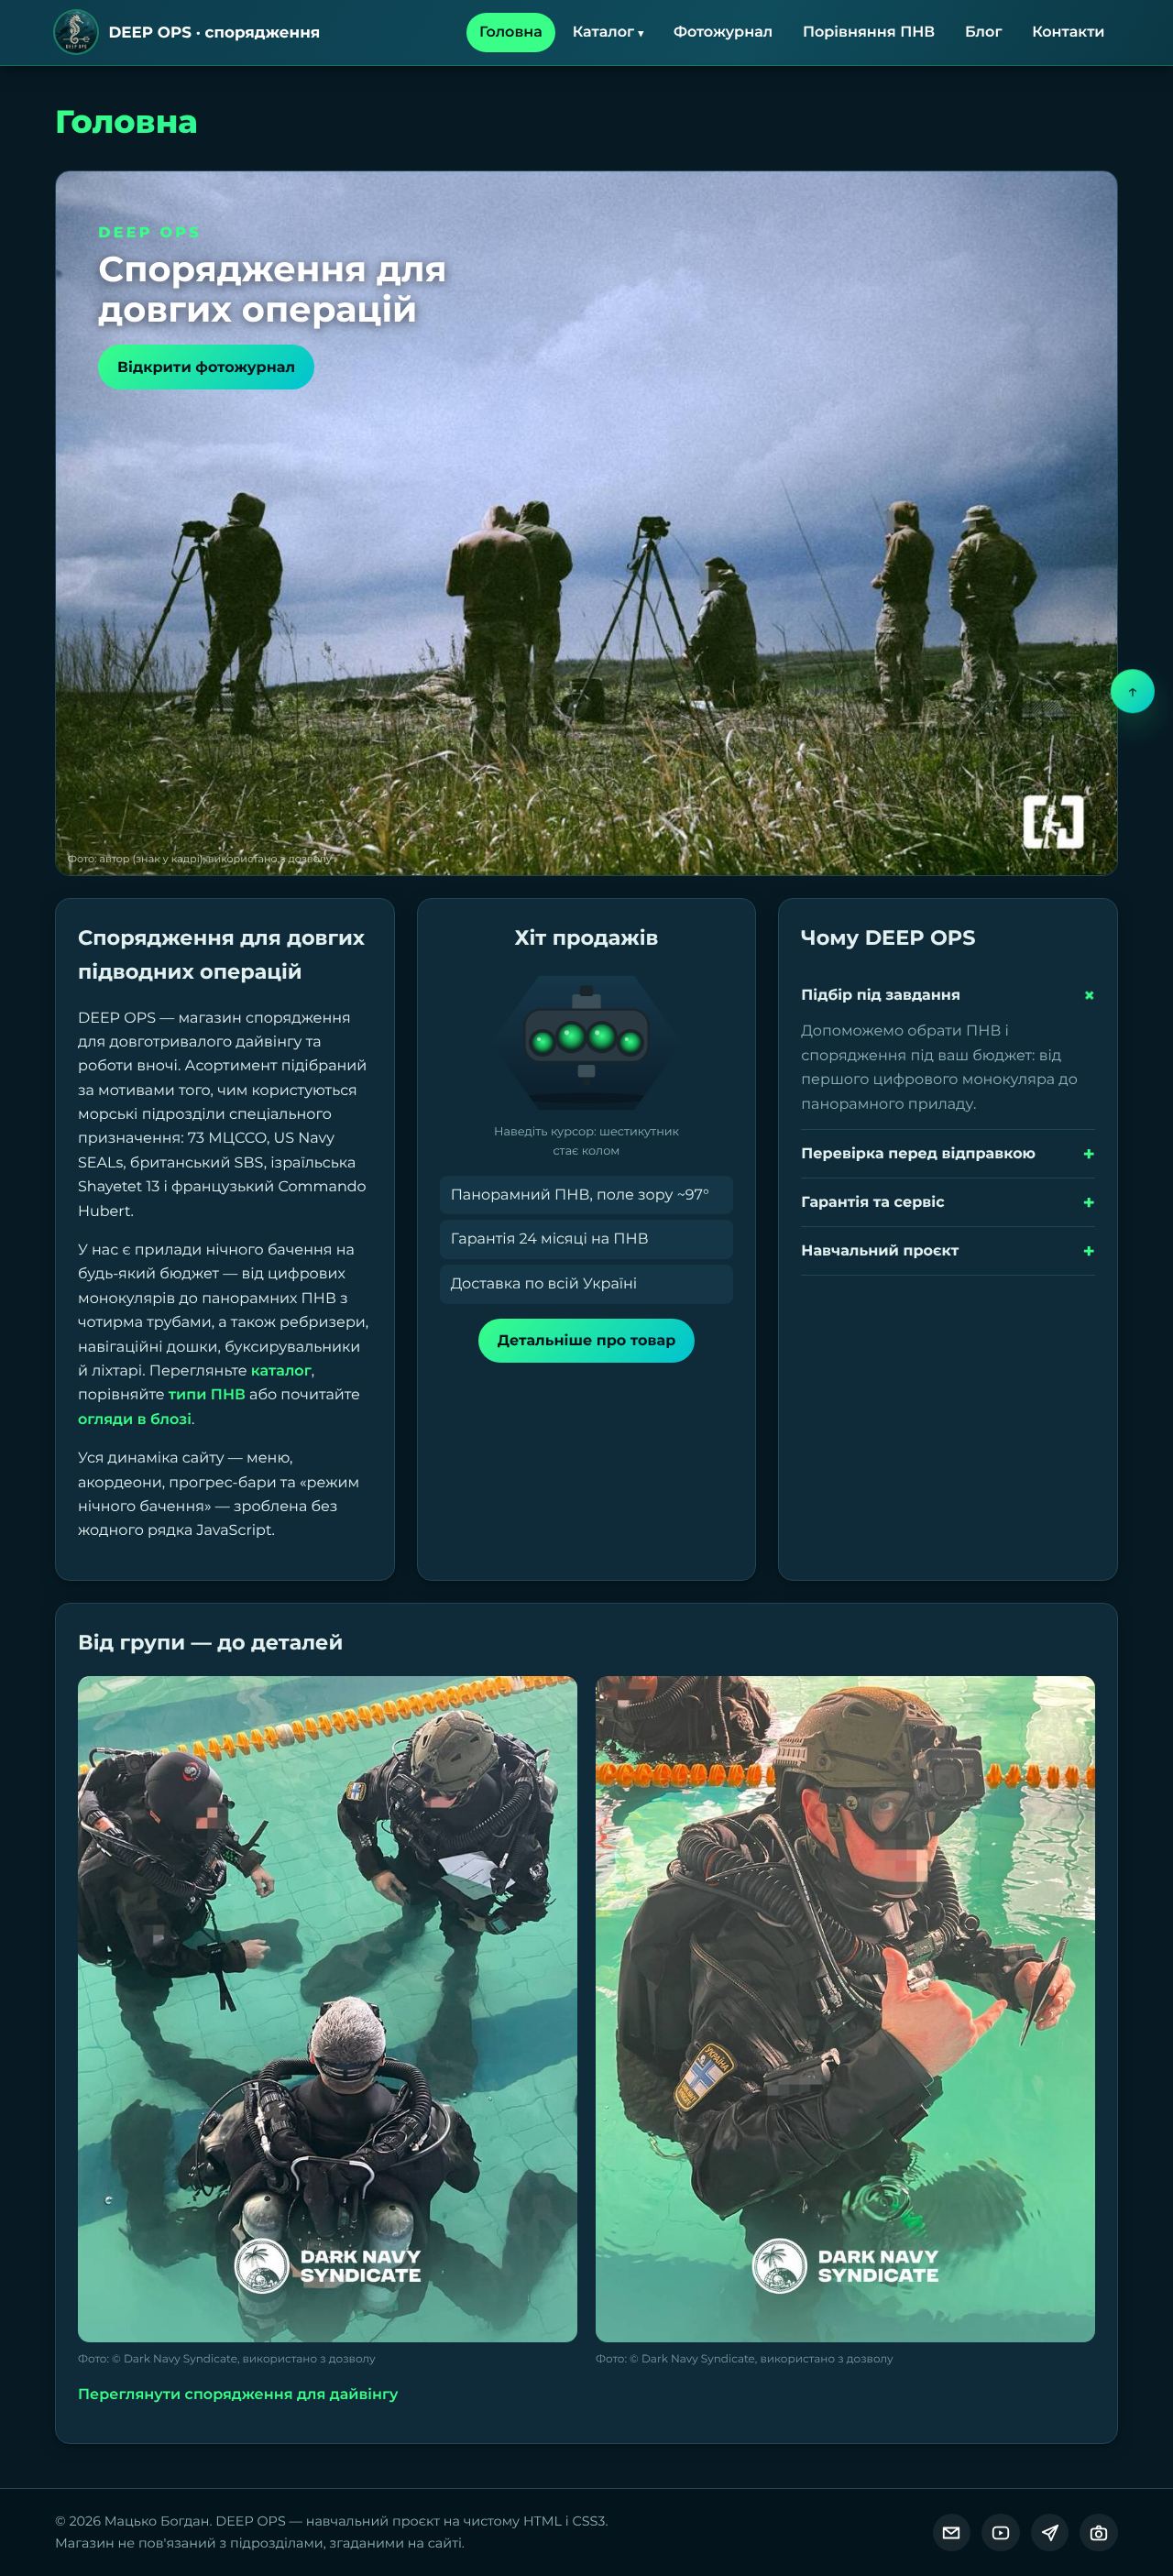 DEEP OPS · спорядження
Головна
Каталог ▾
Фотожурнал
Порівняння ПНВ
Блог
Контакти
Головна
DEEP OPS
Спорядження для
довгих операцій
Відкрити фотожурнал
↑
Фото: автор (знак у кадрі), використано з дозволу
Спорядження для довгих
підводних операцій
DEEP OPS — магазин спорядження
для довготривалого дайвінгу та
роботи вночі. Асортимент підібраний
за мотивами того, чим користуються
морські підрозділи спеціального
призначення: 73 МЦССО, US Navy
SEALs, британський SBS, ізраїльська
Shayetet 13 і французький Commando
Hubert.
У нас є прилади нічного бачення на
будь-який бюджет — від цифрових
монокулярів до панорамних ПНВ з
чотирма трубами, а також ребризери,
навігаційні дошки, буксирувальники
й ліхтарі. Перегляньте каталог,
порівняйте типи ПНВ або почитайте
огляди в блозі.
Уся динаміка сайту — меню,
акордеони, прогрес-бари та «режим
нічного бачення» — зроблена без
жодного рядка JavaScript.
Хіт продажів
Наведіть курсор: шестикутник
стає колом
Панорамний ПНВ, поле зору ~97°
Гарантія 24 місяці на ПНВ
Доставка по всій Україні
Детальніше про товар
Чому DEEP OPS
Підбір під завдання
Допоможемо обрати ПНВ і
спорядження під ваш бюджет: від
першого цифрового монокуляра до
панорамного приладу.
Перевірка перед відправкою +
Гарантія та сервіс +
Навчальний проєкт +
Від групи — до деталей
DARK NAVY
SYNDICATE
УКРАЇНА
DARK NAVY
SYNDICATE
Фото: © Dark Navy Syndicate, використано з дозволу
Фото: © Dark Navy Syndicate, використано з дозволу
Переглянути спорядження для дайвінгу
© 2026 Мацько Богдан. DEEP OPS — навчальний проєкт на чистому HTML і CSS3.
Магазин не пов'язаний з підрозділами, згаданими на сайті.